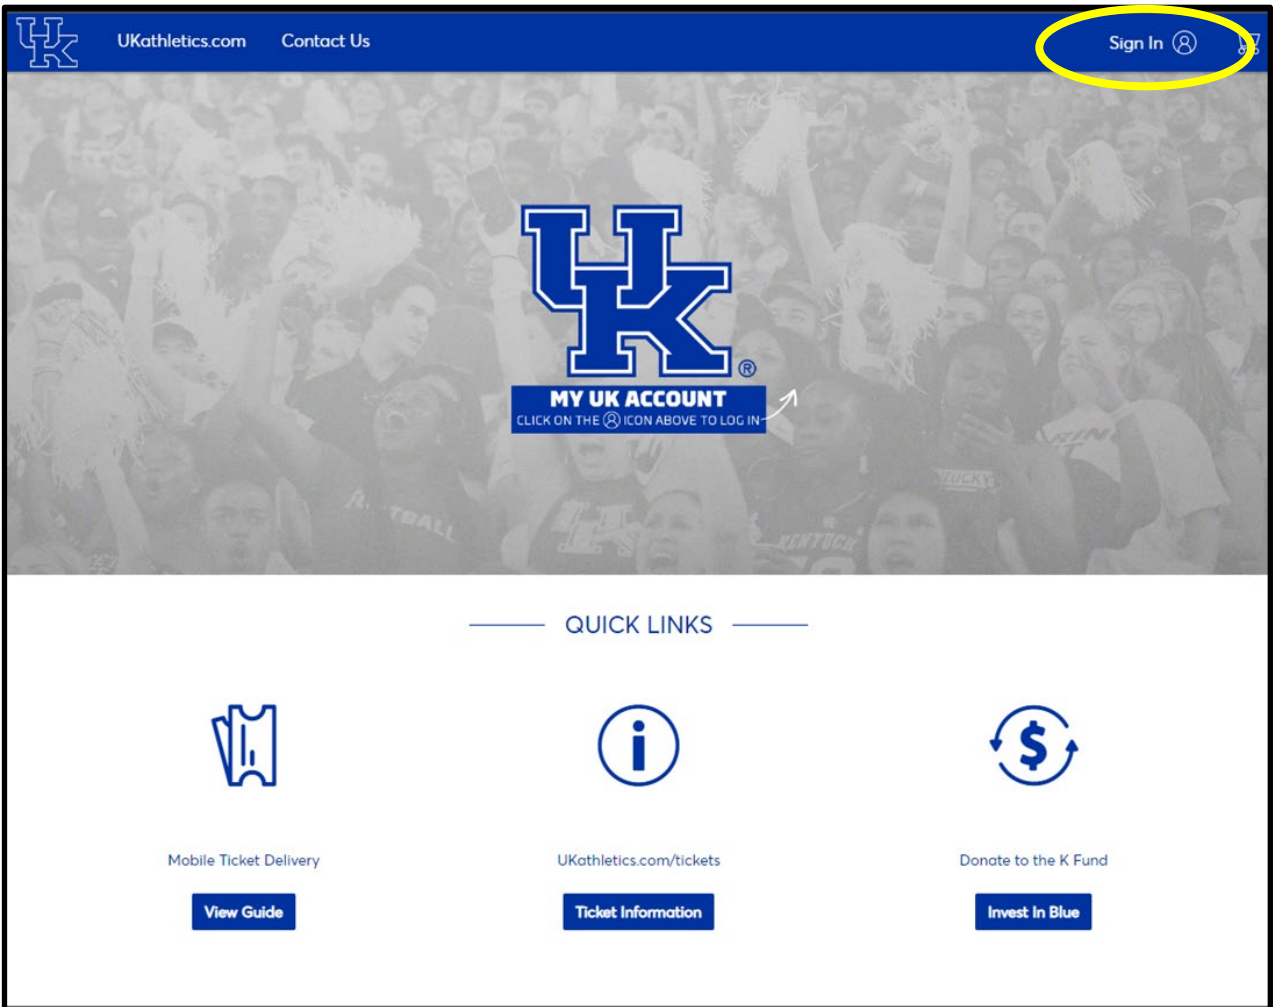 UK UKathletics.com Contact Us Sign In
UK®
MY UK ACCOUNT
CLICK ON THE ICON ABOVE TO LOG IN
FOOTBALL
KENTUCKY
QUICK LINKS
Mobile Ticket Delivery UKathletics.com/tickets Donate to the K Fund
View Guide Ticket Information Invest In Blue